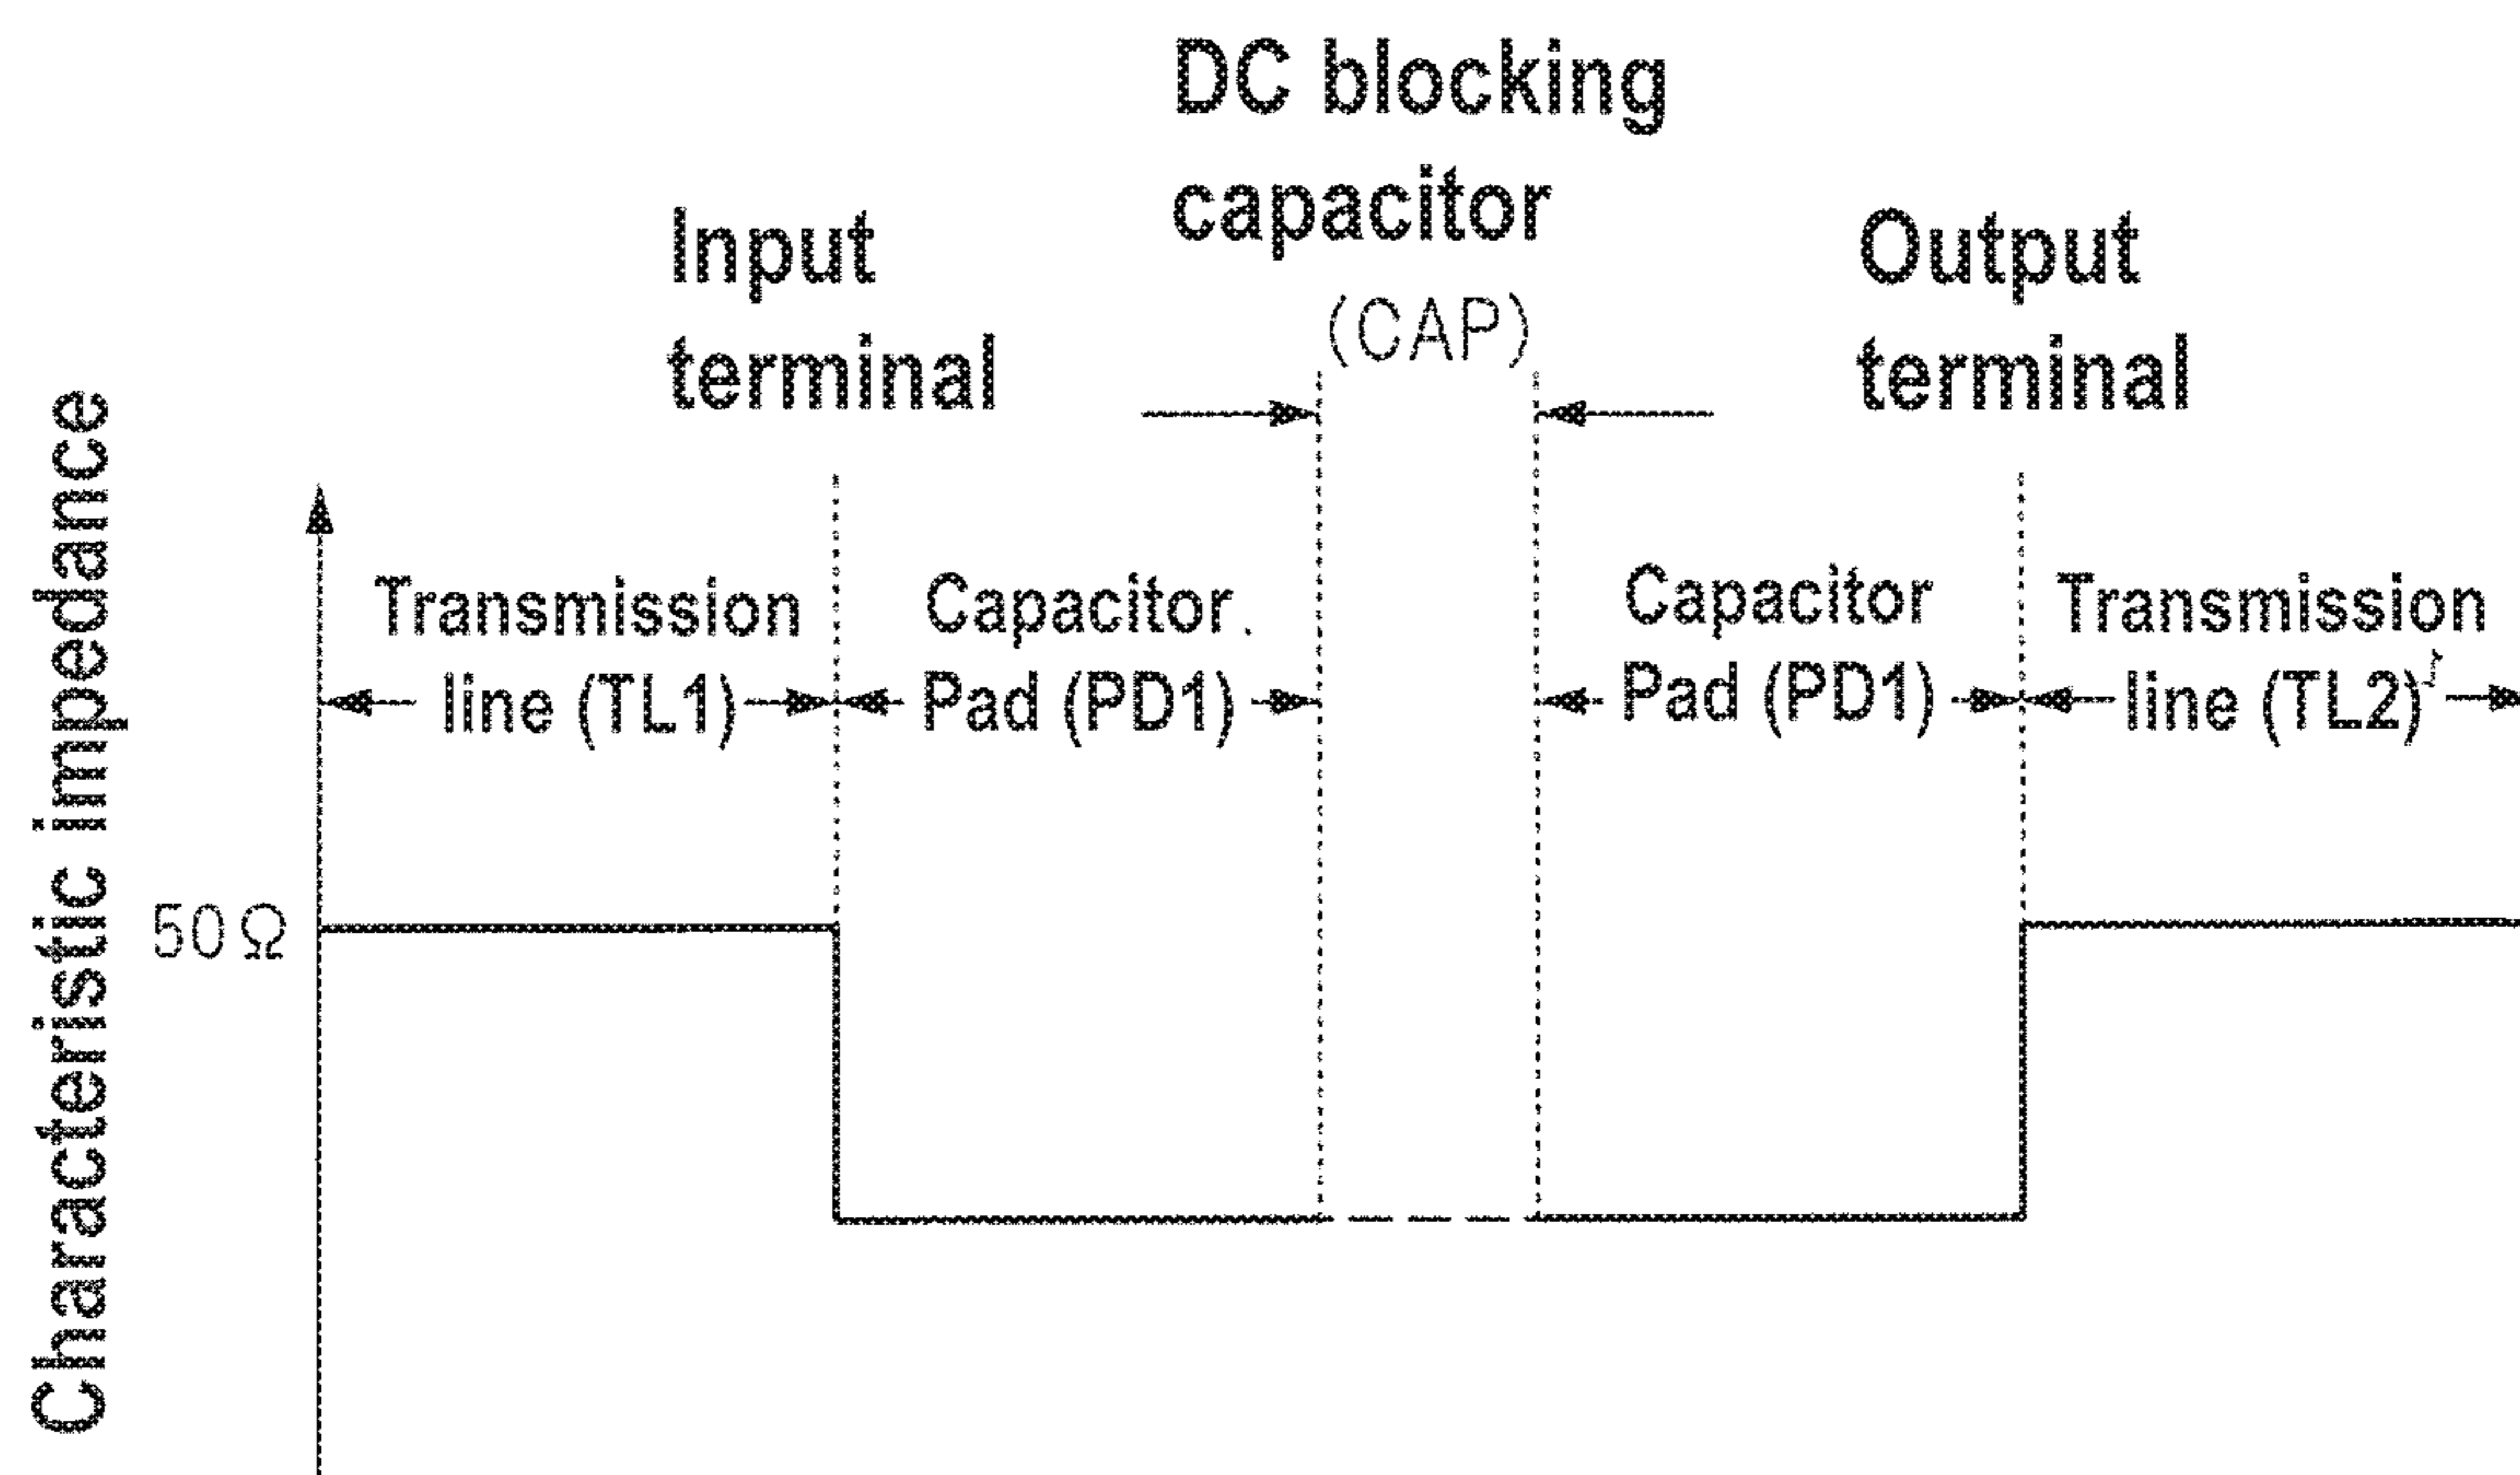 DC blocking
capacitor
(CAP)
Input
terminal
Output
terminal
Characteristic impedance
Transmission
line (TL1)
Capacitor
Pad (PD1)
Capacitor
Pad (PD1)
Transmission
line (TL2)
50 Ω